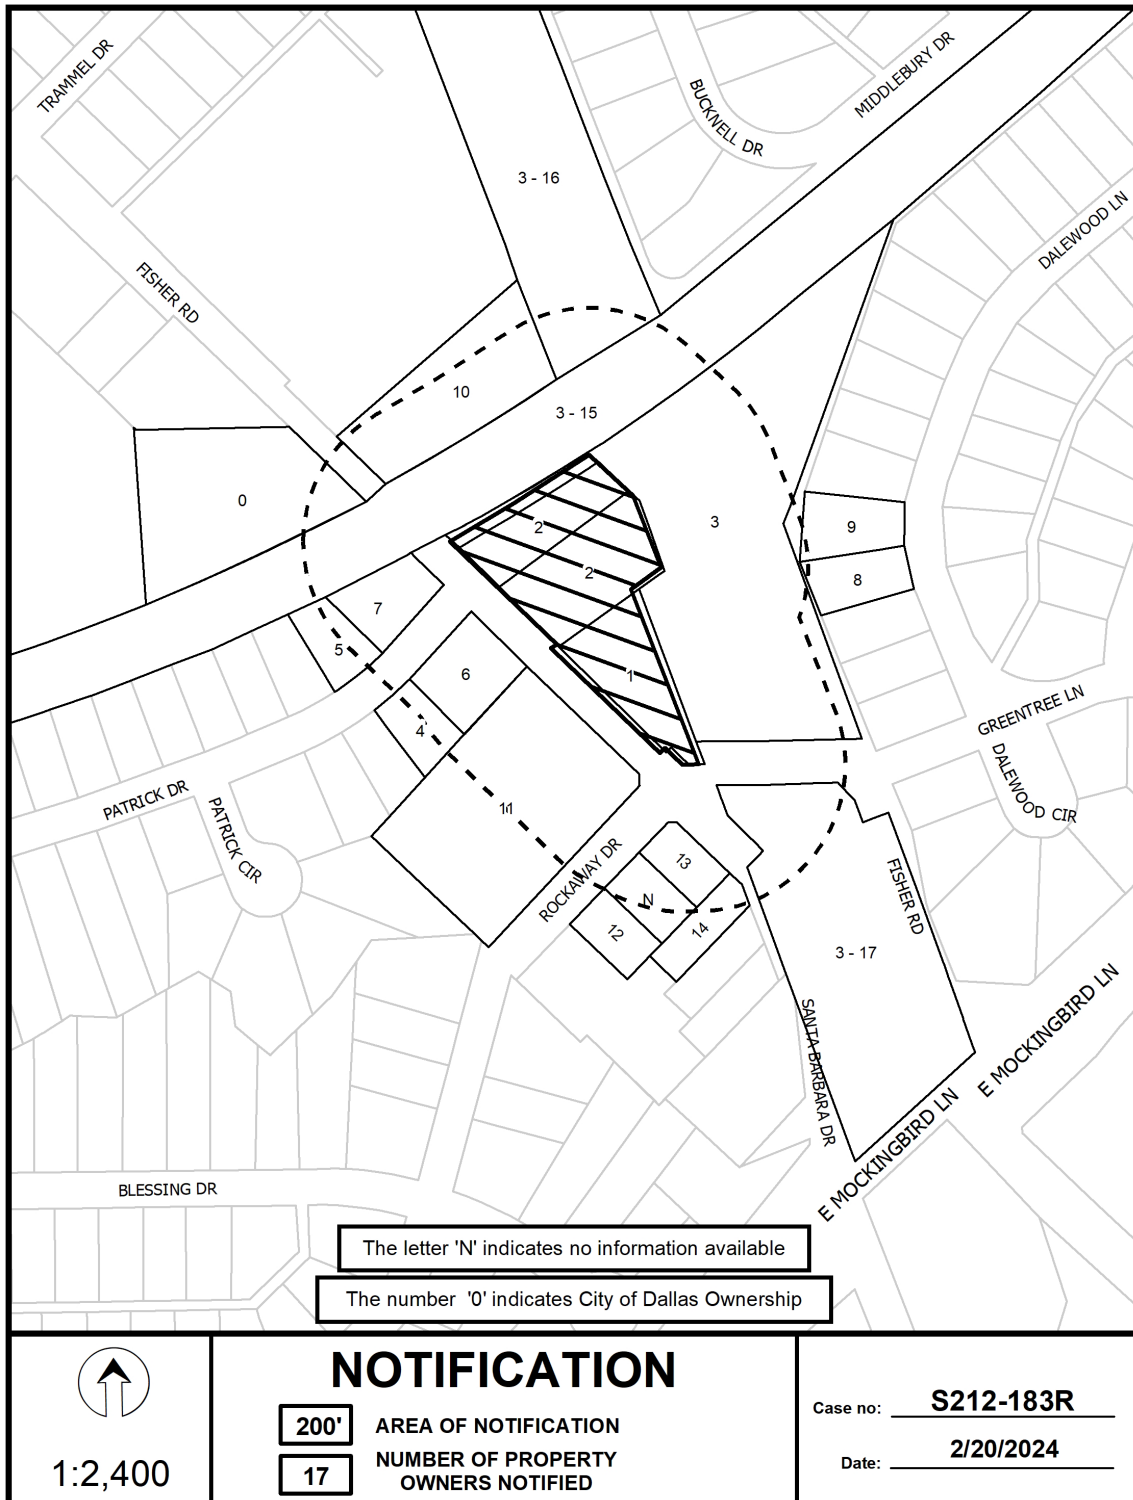 TRAMMEL DR
BUCKNELL DR
MIDDLEBURY DR
3 - 16
DALEWOOD LN
FISHER RD
10
3 - 15
0
2
3
9
2
8
7
5
6
1
4
GREENTREE LN
DALEWOOD CIR
PATRICK DR
PATRICK CIR
11
ROCKAWAY DR
13
N
12
14
FISHER RD
3 - 17
SANTA BARBARA DR
E MOCKINGBIRD LN
E MOCKINGBIRD LN
BLESSING DR
The letter 'N' indicates no information available
The number '0' indicates City of Dallas Ownership
1:2,400
NOTIFICATION
200' AREA OF NOTIFICATION
17 NUMBER OF PROPERTY
OWNERS NOTIFIED
Case no: S212-183R
Date: 2/20/2024